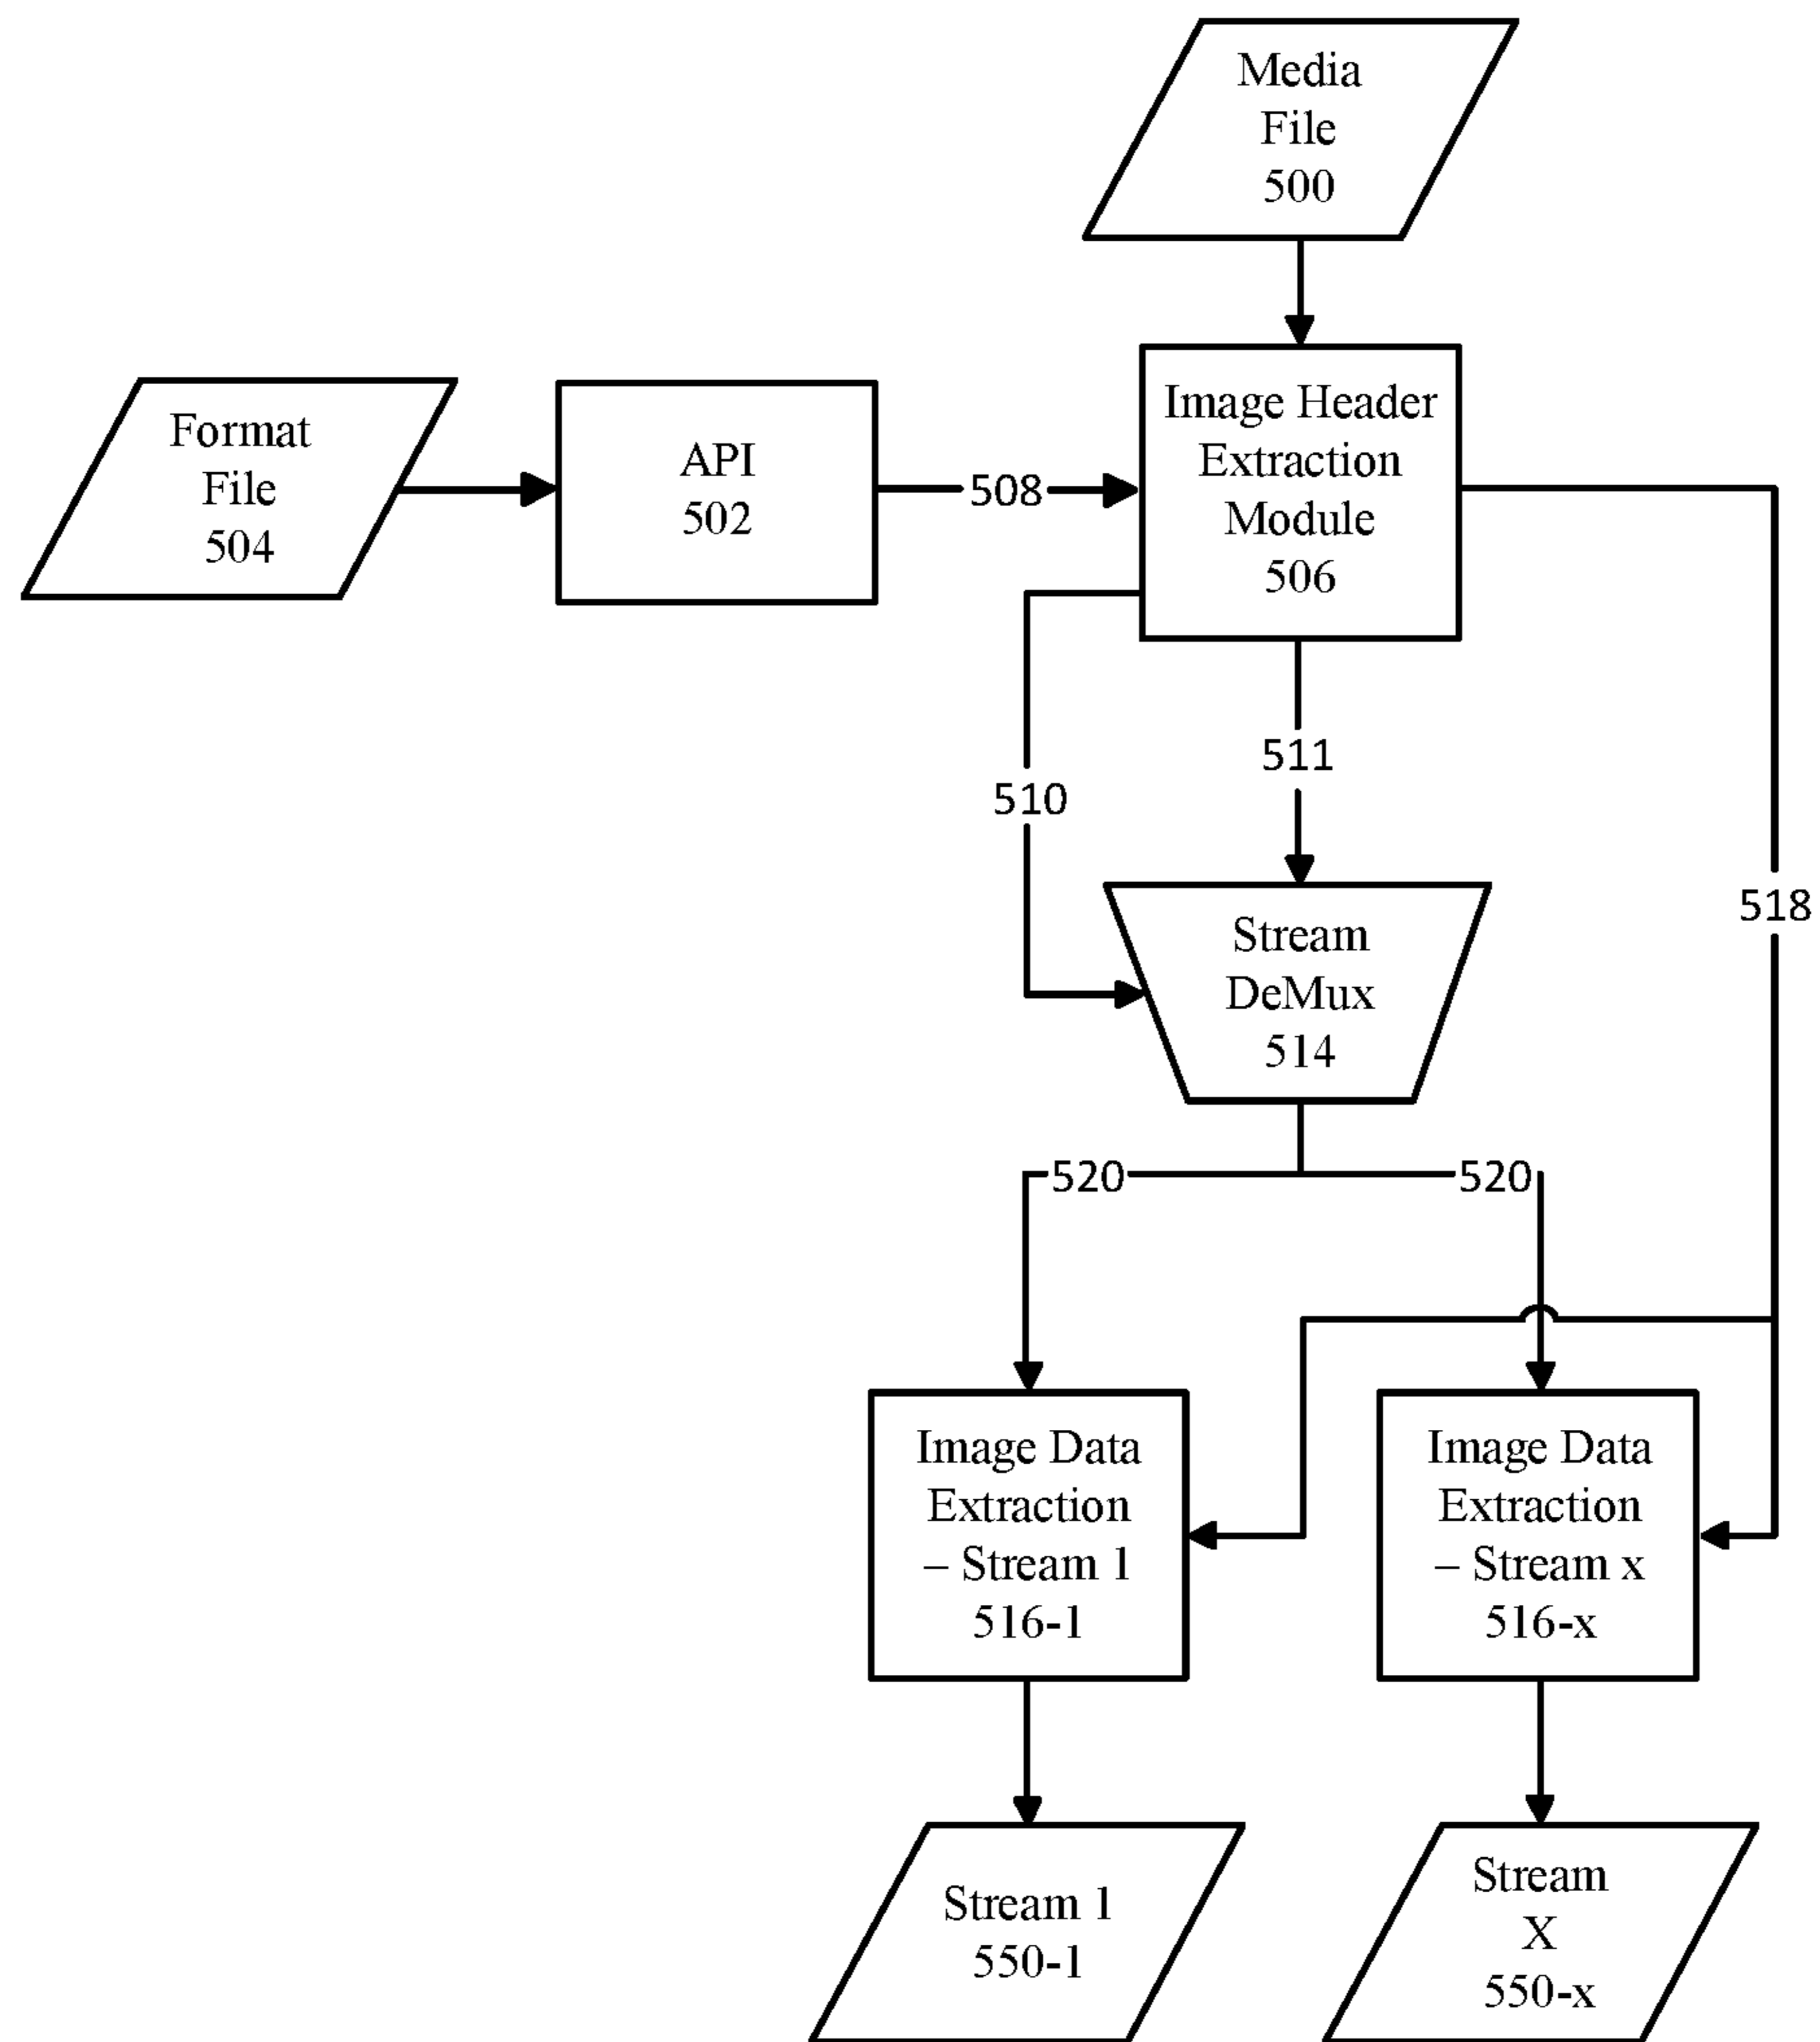 Media
File
500
Format
File
504
API
502
508
Image Header
Extraction
Module
506
511
510
518
Stream
DeMux
514
520
520
Image Data
Extraction
– Stream 1
516-1
Image Data
Extraction
– Stream x
516-x
Stream 1
550-1
Stream
X
550-x